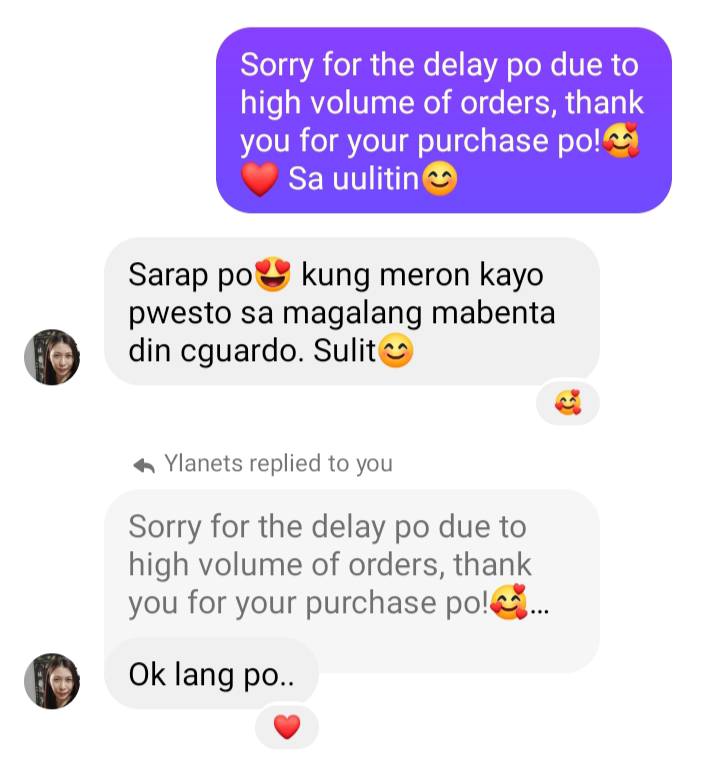 Sorry for the delay po due to
high volume of orders, thank
you for your purchase po!🥰
❤️ Sa uulitin😊
Sarap po😍 kung meron kayo
pwesto sa magalang mabenta
din cguardo. Sulit😊
🥰
Ylanets replied to you
Sorry for the delay po due to
high volume of orders, thank
you for your purchase po!🥰...
Ok lang po..
❤️